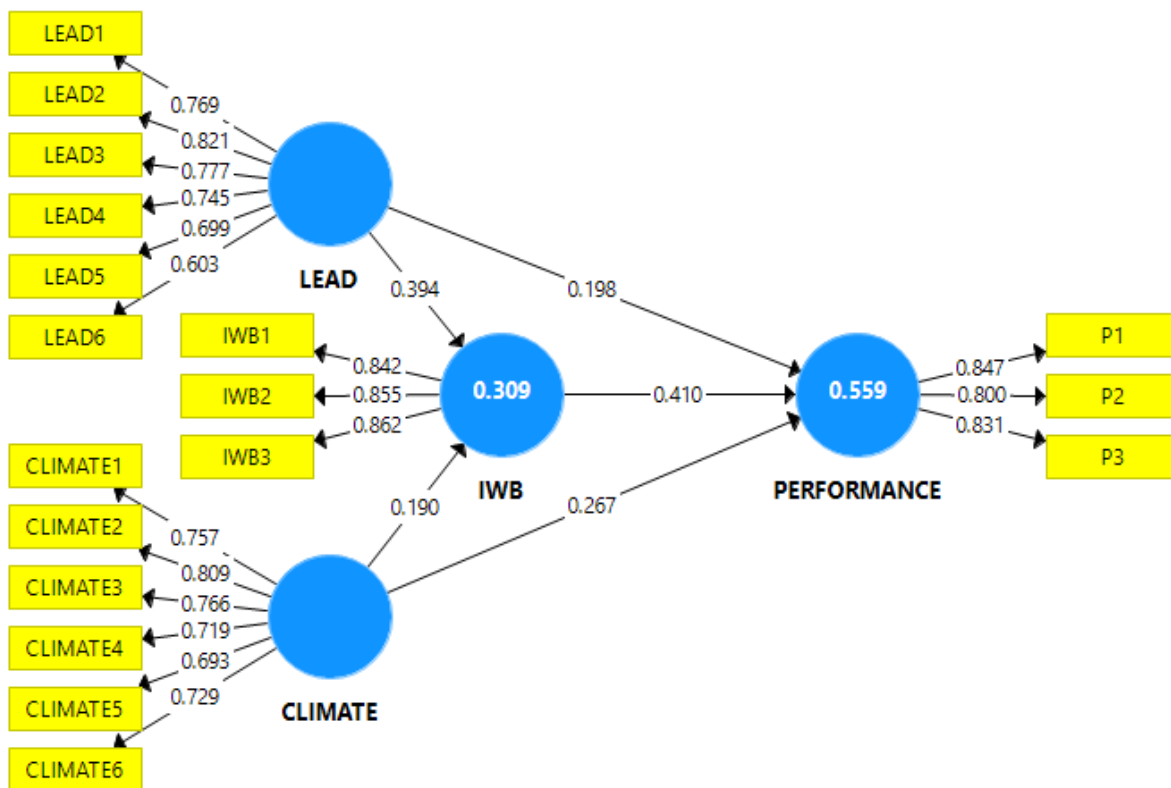 LEAD1
LEAD2
LEAD3
LEAD4
LEAD5
LEAD6
0.769
0.821
0.777
0.745
0.699
0.603
LEAD
0.394
0.198
IWB1
IWB2
IWB3
0.842
0.855
0.862
0.309
IWB
0.410
0.559
PERFORMANCE
0.847
0.800
0.831
P1
P2
P3
0.190
0.267
CLIMATE1
CLIMATE2
CLIMATE3
CLIMATE4
CLIMATE5
CLIMATE6
0.757
0.809
0.766
0.719
0.693
0.729
CLIMATE